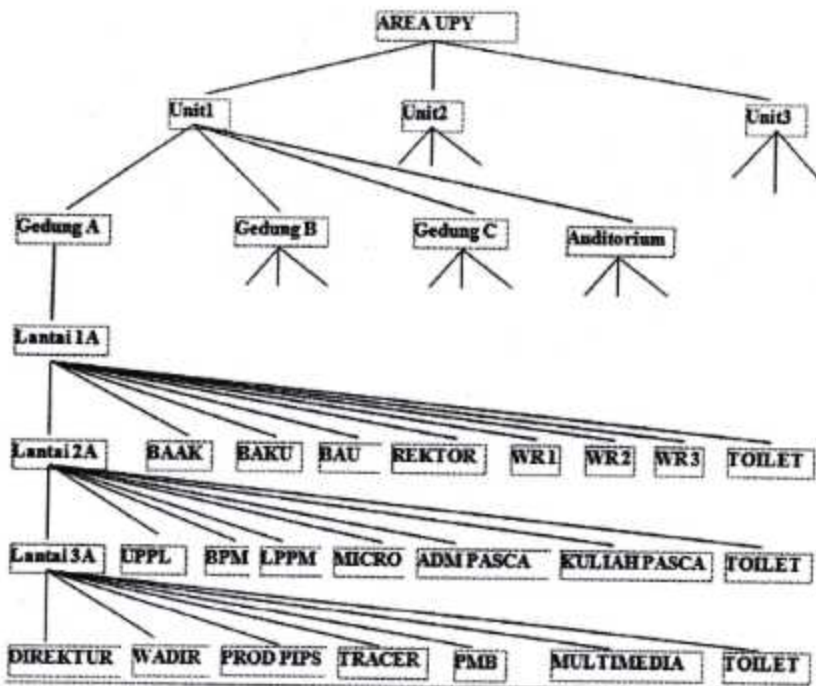 AREA UPY
Unit1 Unit2 Unit3
Gedung A Gedung B Gedung C Auditorium
Lantai 1A
Lantai 2A BAAK BAKU BAU REKTOR WR1 WR2 WR3 TOILET
Lantai 3A UPPL BPM LPPM MICRO ADM PASCA KULIAH PASCA TOILET
DIREKTUR WADIR PROD PIPS TRACER PMB MULTIMEDIA TOILET